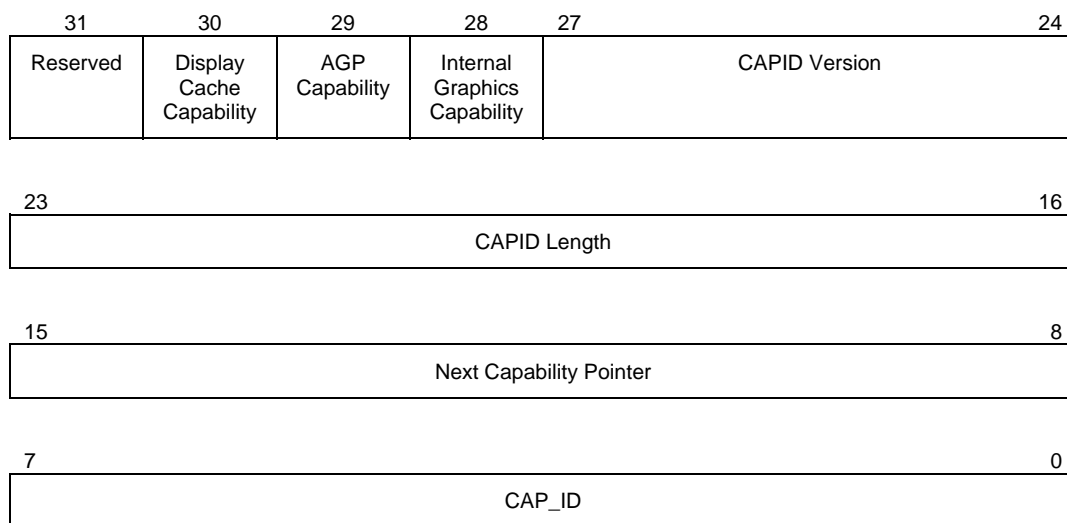 31 30 29 28 27 24
Reserved Display AGP Internal CAPID Version
Cache Capability Graphics
Capability Capability
23 16
CAPID Length
15 8
Next Capability Pointer
7 0
CAP_ID